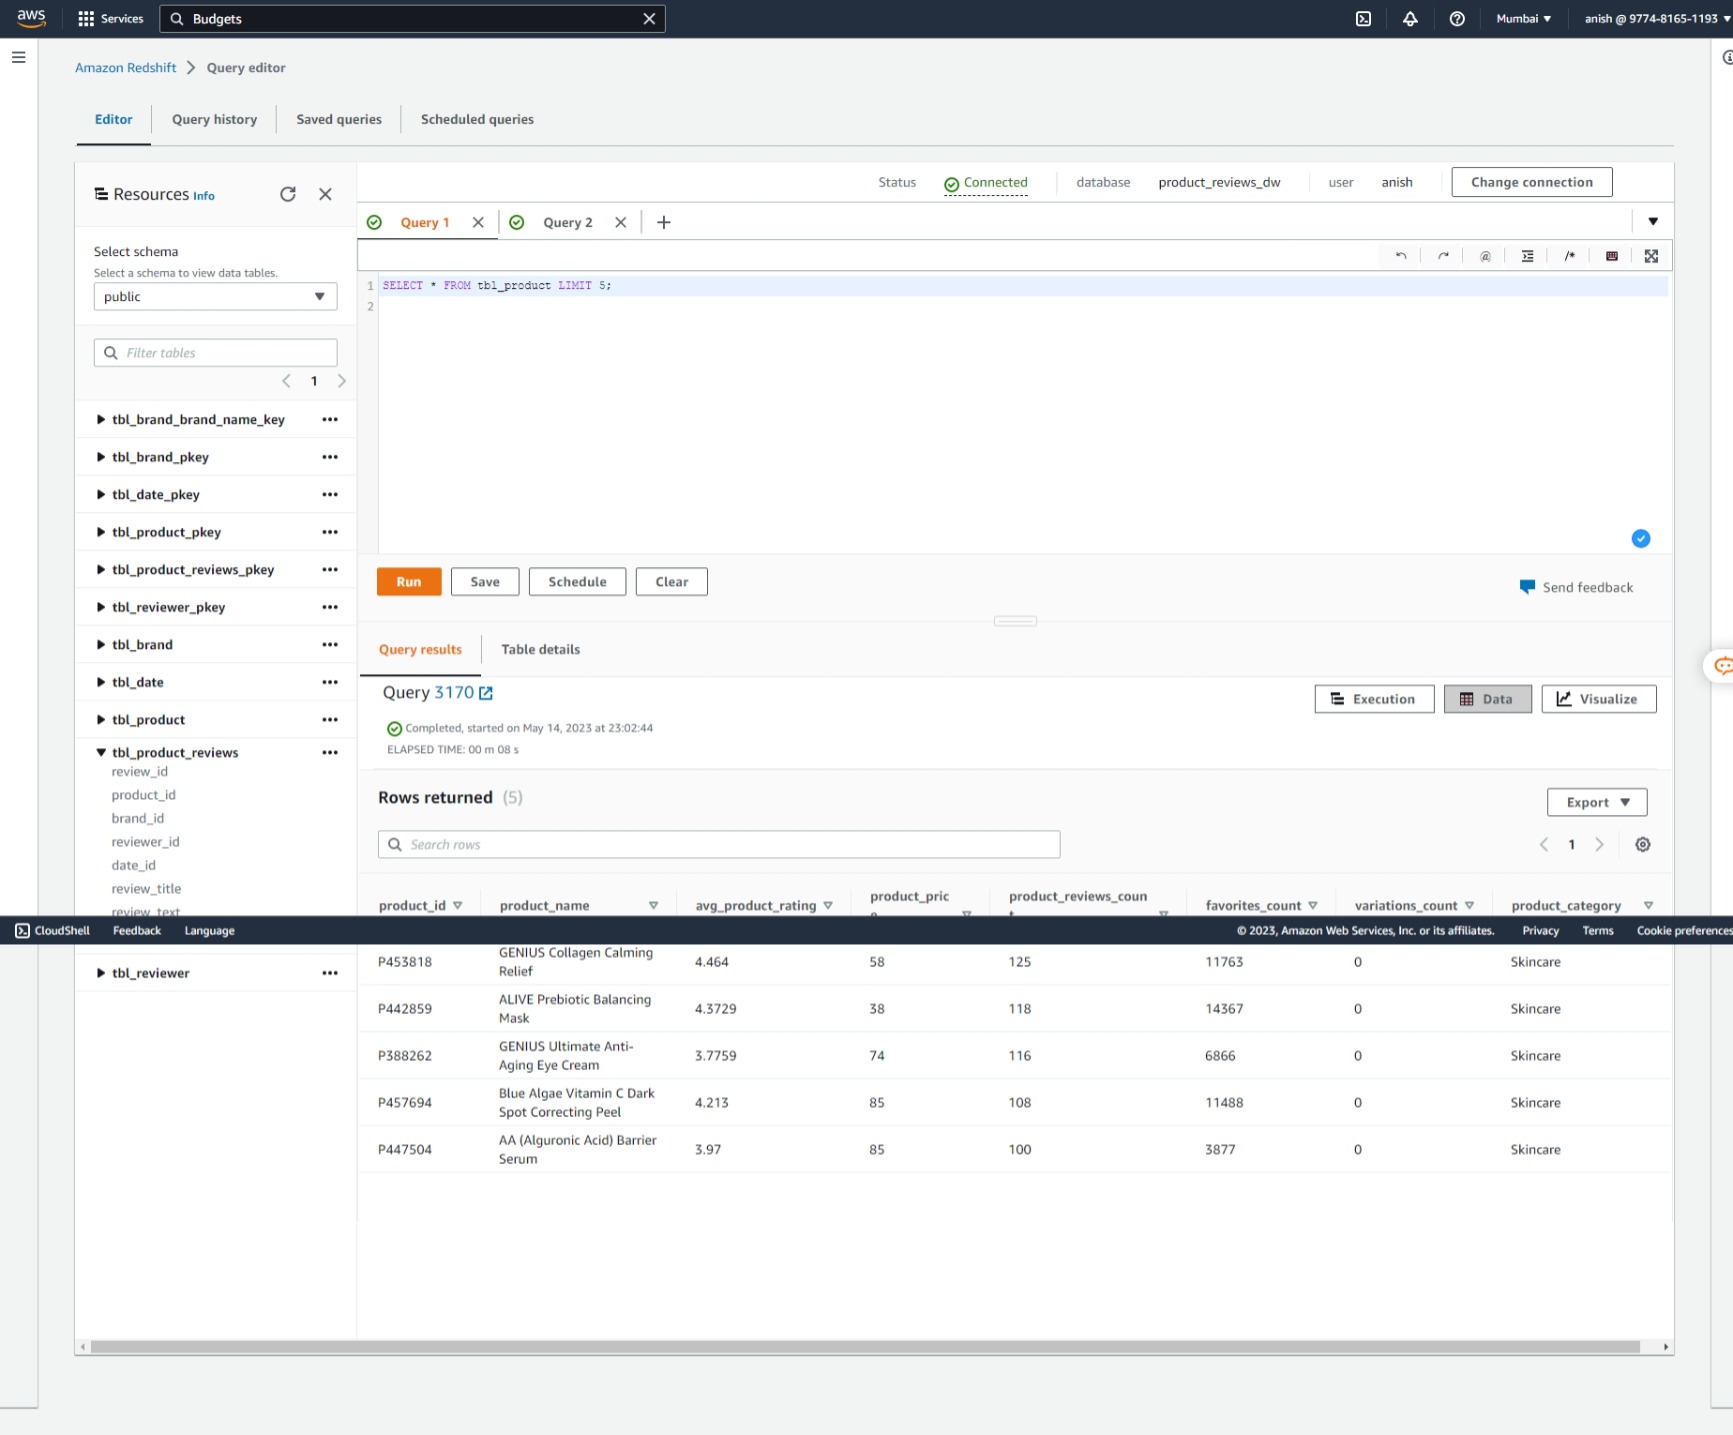 aws
Services
Budgets
Mumbai
anish @ 9774-8165-1193
Amazon Redshift
Query editor
Editor
Query history
Saved queries
Scheduled queries
Resources Info
Status
Connected
database
product_reviews_dw
user
anish
Change connection
Query 1
Query 2
Select schema
Select a schema to view data tables.
public
1 SELECT * FROM tbl_product LIMIT 5;
2
Filter tables
1
tbl_brand_brand_name_key
tbl_brand_pkey
tbl_date_pkey
tbl_product_pkey
tbl_product_reviews_pkey
tbl_reviewer_pkey
tbl_brand
tbl_date
tbl_product
tbl_product_reviews
review_id
product_id
brand_id
reviewer_id
date_id
review_title
review_text
tbl_reviewer
Run
Save
Schedule
Clear
Send feedback
Query results
Table details
Query 3170
Execution
Data
Visualize
Completed, started on May 14, 2023 at 23:02:44
ELAPSED TIME: 00 m 08 s
Rows returned (5)
Export
Search rows
1
product_id product_name avg_product_rating product_pric product_reviews_coun favorites_count variations_count product_category
CloudShell Feedback Language © 2023, Amazon Web Services, Inc. or its affiliates. Privacy Terms Cookie preferences
P453818 GENIUS Collagen Calming Relief 4.464 58 125 11763 0 Skincare
P442859 ALIVE Prebiotic Balancing Mask 4.3729 38 118 14367 0 Skincare
P388262 GENIUS Ultimate Anti-Aging Eye Cream 3.7759 74 116 6866 0 Skincare
P457694 Blue Algae Vitamin C Dark Spot Correcting Peel 4.213 85 108 11488 0 Skincare
P447504 AA (Alguronic Acid) Barrier Serum 3.97 85 100 3877 0 Skincare